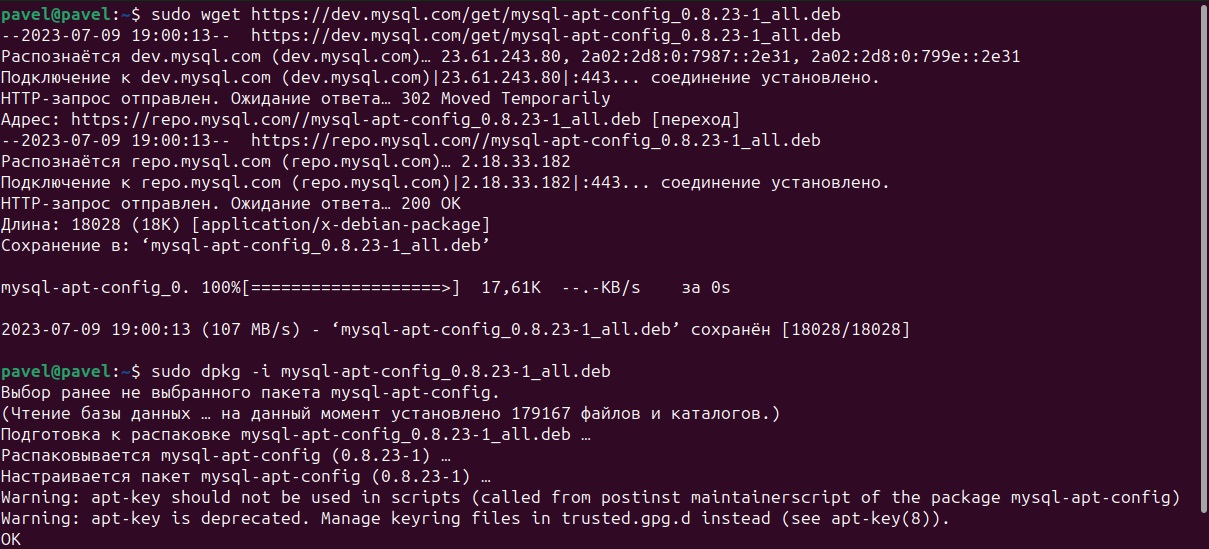 pavel@pavel:~$ sudo wget https://dev.mysql.com/get/mysql-apt-config_0.8.23-1_all.deb
--2023-07-09 19:00:13--  https://dev.mysql.com/get/mysql-apt-config_0.8.23-1_all.deb
Распознаётся dev.mysql.com (dev.mysql.com)… 23.61.243.80, 2a02:2d8:0:7987::2e31, 2a02:2d8:0:799e::2e31
Подключение к dev.mysql.com (dev.mysql.com)|23.61.243.80|:443... соединение установлено.
HTTP-запрос отправлен. Ожидание ответа… 302 Moved Temporarily
Адрес: https://repo.mysql.com//mysql-apt-config_0.8.23-1_all.deb [переход]
--2023-07-09 19:00:13--  https://repo.mysql.com//mysql-apt-config_0.8.23-1_all.deb
Распознаётся repo.mysql.com (repo.mysql.com)… 2.18.33.182
Подключение к repo.mysql.com (repo.mysql.com)|2.18.33.182|:443... соединение установлено.
HTTP-запрос отправлен. Ожидание ответа… 200 OK
Длина: 18028 (18K) [application/x-debian-package]
Сохранение в: ‘mysql-apt-config_0.8.23-1_all.deb’
mysql-apt-config_0. 100%[===================>]  17,61K  --.-KB/s    за 0s
2023-07-09 19:00:13 (107 MB/s) - ‘mysql-apt-config_0.8.23-1_all.deb’ сохранён [18028/18028]
pavel@pavel:~$ sudo dpkg -i mysql-apt-config_0.8.23-1_all.deb
Выбор ранее не выбранного пакета mysql-apt-config.
(Чтение базы данных … на данный момент установлено 179167 файлов и каталогов.)
Подготовка к распаковке mysql-apt-config_0.8.23-1_all.deb …
Распаковывается mysql-apt-config (0.8.23-1) …
Настраивается пакет mysql-apt-config (0.8.23-1) …
Warning: apt-key should not be used in scripts (called from postinst maintainerscript of the package mysql-apt-config)
Warning: apt-key is deprecated. Manage keyring files in trusted.gpg.d instead (see apt-key(8)).
OK